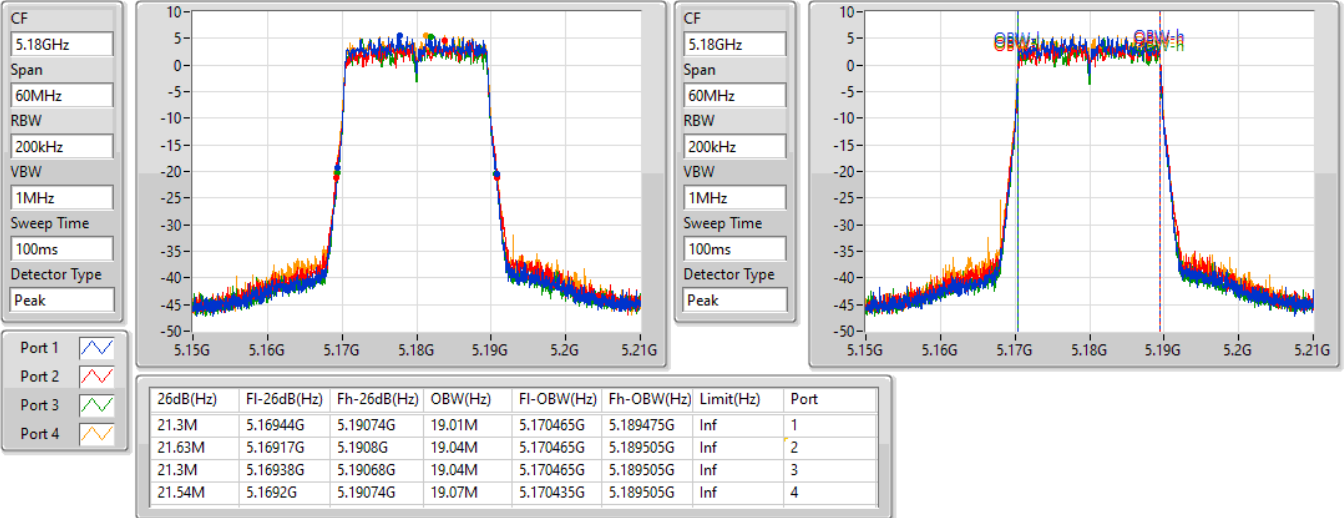 CF
5.18GHz
Span
60MHz
RBW
200kHz
VBW
1MHz
Sweep Time
100ms
Detector Type
Peak
10
5
0
-5
-10
-15
-20
-25
-30
-35
-40
-45
-50
5.15G 5.16G 5.17G 5.18G 5.19G 5.2G 5.21G
CF
5.18GHz
Span
60MHz
RBW
200kHz
VBW
1MHz
Sweep Time
100ms
Detector Type
Peak
10
5
0
-5
-10
-15
-20
-25
-30
-35
-40
-45
-50
OBW-l OBW-h
5.15G 5.16G 5.17G 5.18G 5.19G 5.2G 5.21G
Port 1
Port 2
Port 3
Port 4
26dB(Hz) Fl-26dB(Hz) Fh-26dB(Hz) OBW(Hz) Fl-OBW(Hz) Fh-OBW(Hz) Limit(Hz) Port
21.3M 5.16944G 5.19074G 19.01M 5.170465G 5.189475G Inf 1
21.63M 5.16917G 5.1908G 19.04M 5.170465G 5.189505G Inf 2
21.3M 5.16938G 5.19068G 19.04M 5.170465G 5.189505G Inf 3
21.54M 5.1692G 5.19074G 19.07M 5.170435G 5.189505G Inf 4